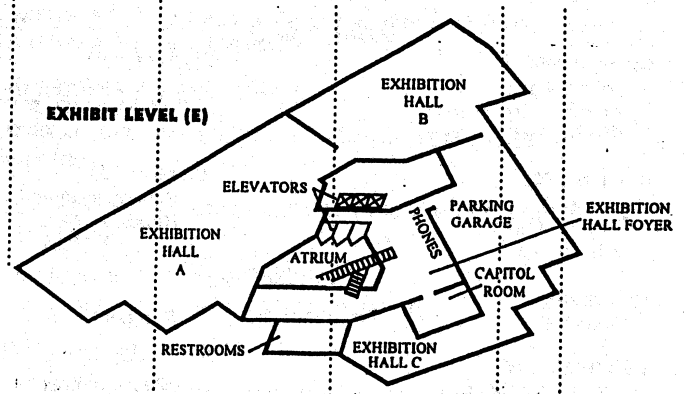 EXHIBIT LEVEL (E)
EXHIBITION
HALL
B
ELEVATORS
EXHIBITION
HALL
A
ATRIUM
PHONES
PARKING
GARAGE
EXHIBITION
HALL FOYER
CAPITOL
ROOM
RESTROOMS
EXHIBITION
HALL C